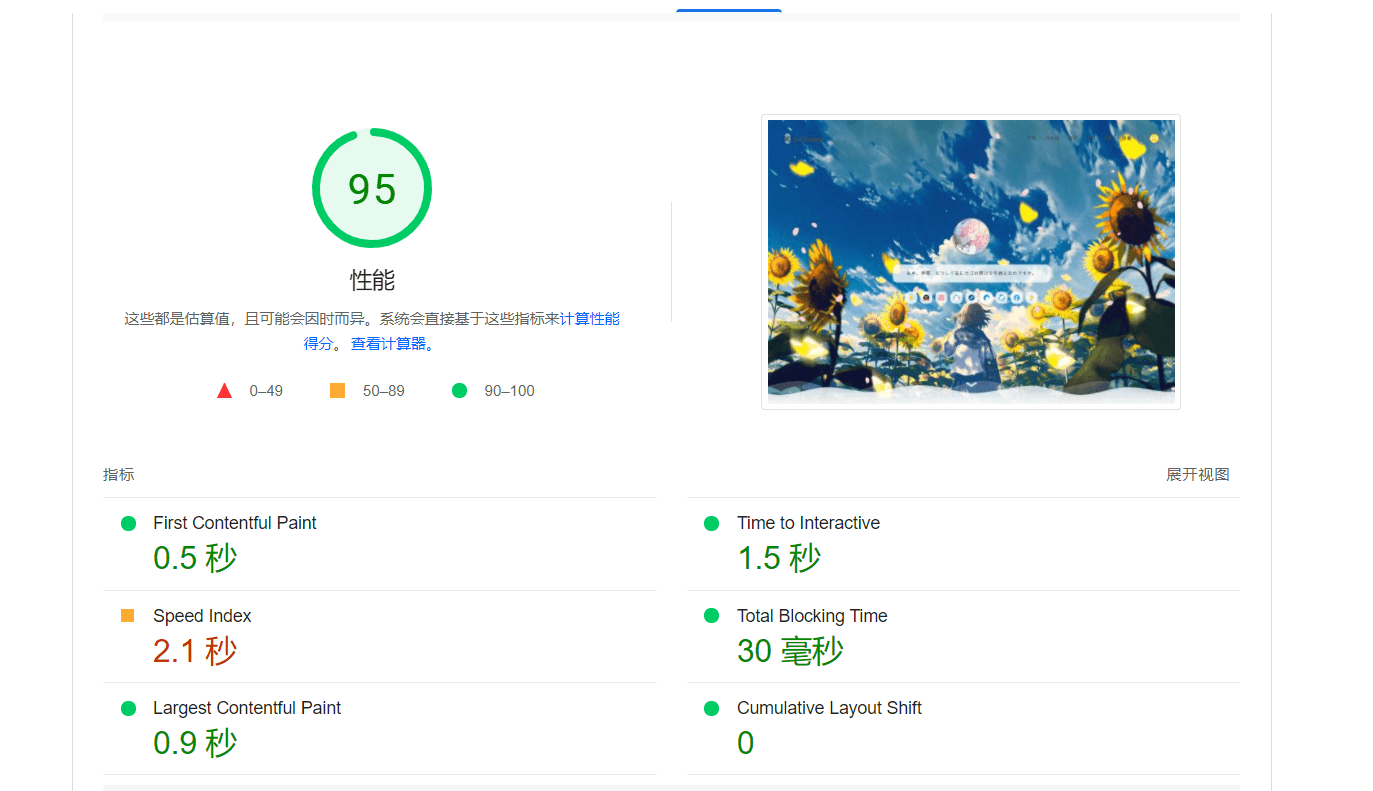 95
性能
这些都是估算值，且可能会因时而异。系统会直接基于这些指标来计算性能
得分。 查看计算器。
0–49 50–89 90–100
指标 展开视图
First Contentful Paint
0.5 秒
Time to Interactive
1.5 秒
Speed Index
2.1 秒
Total Blocking Time
30 毫秒
Largest Contentful Paint
0.9 秒
Cumulative Layout Shift
0